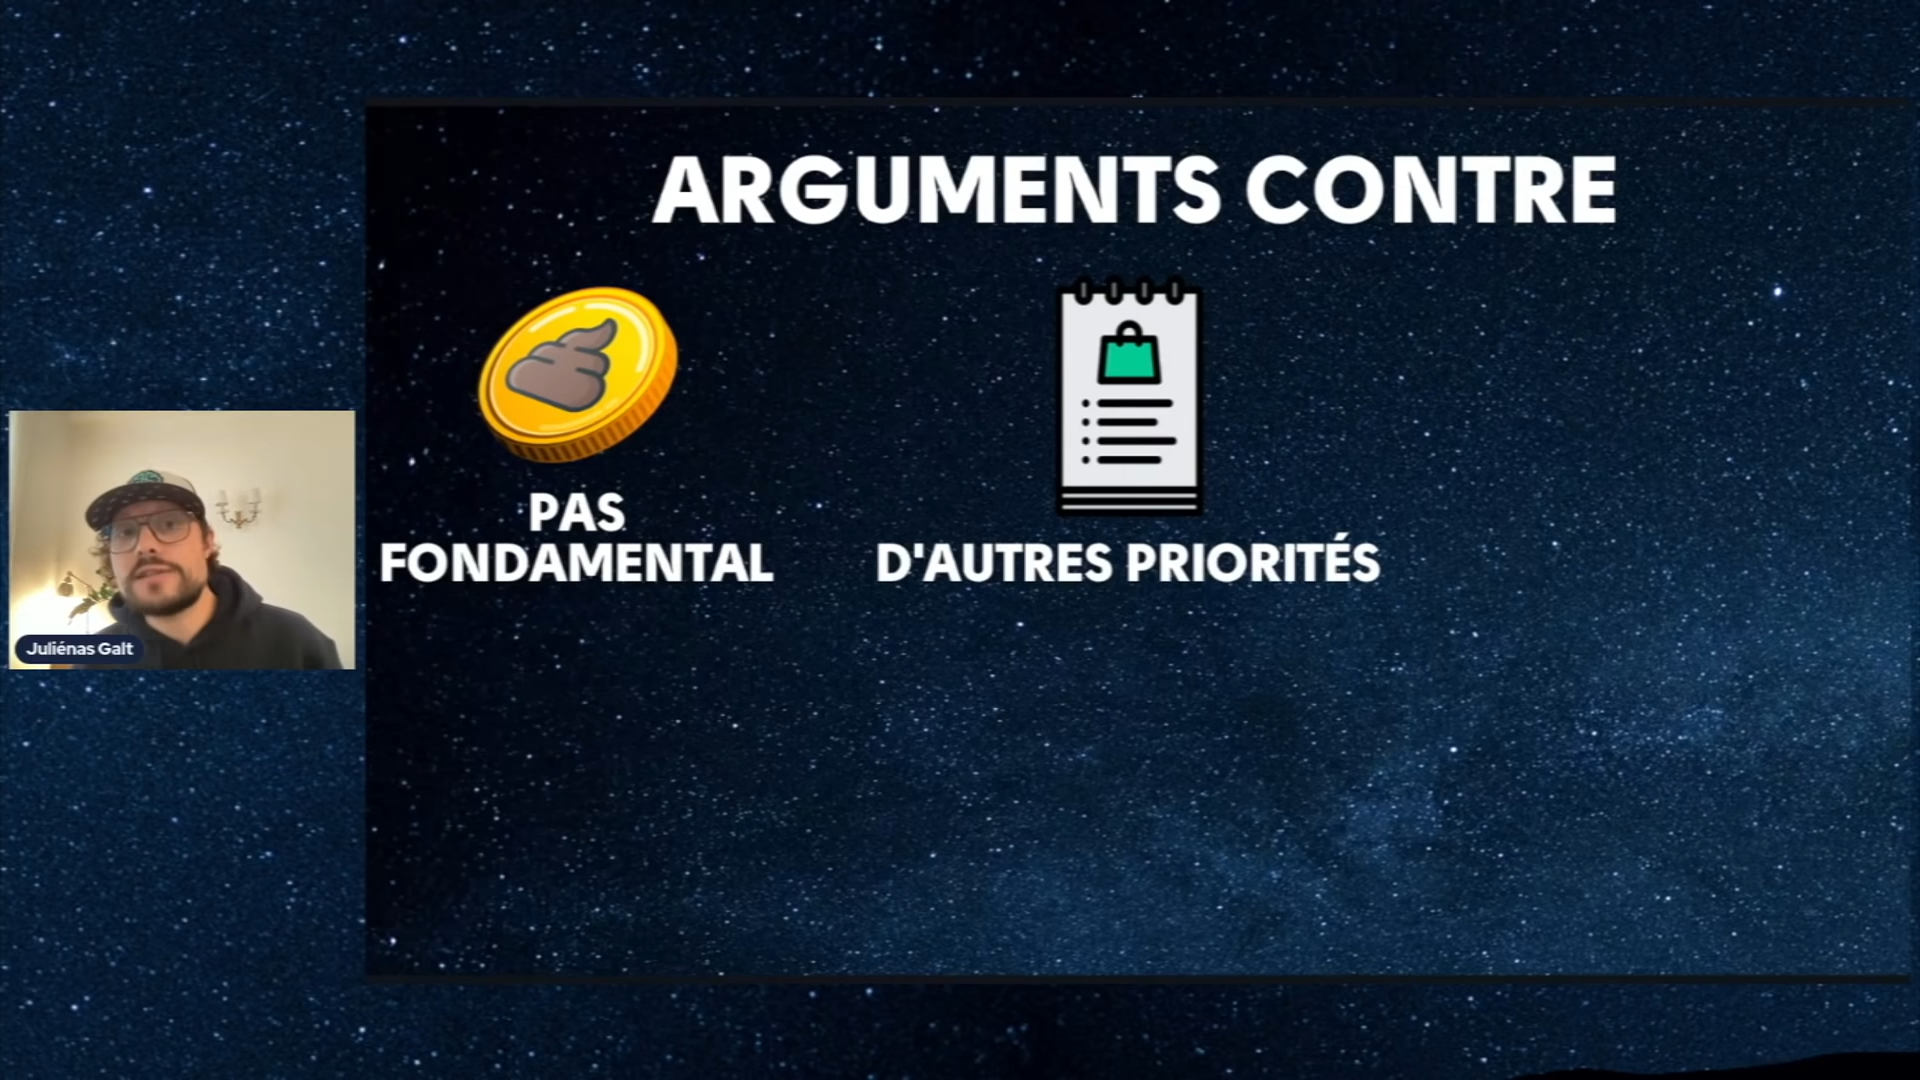 ARGUMENTS CONTRE
PAS
FONDAMENTAL
D'AUTRES PRIORITÉS
Juliénas Galt